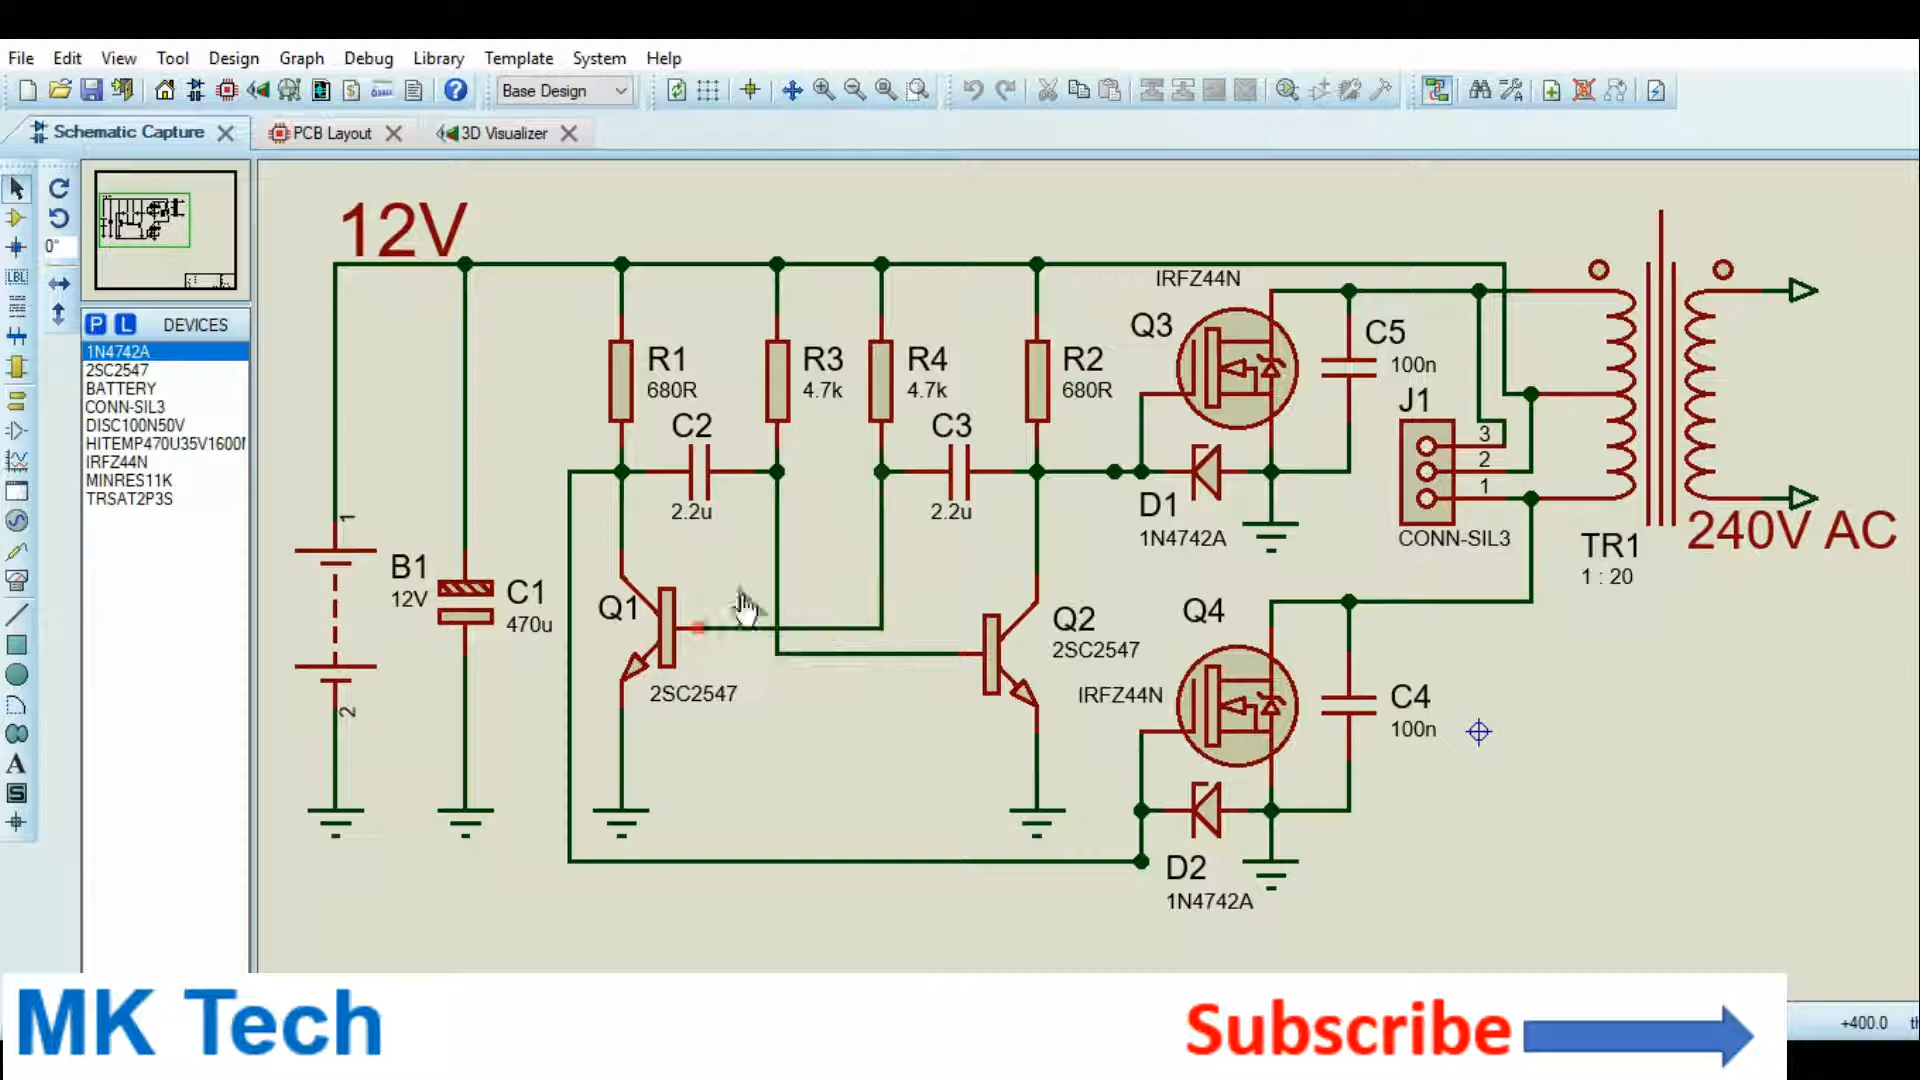 File Edit View Tool Design Graph Debug Library Template System Help
Base Design
Schematic Capture PCB Layout 3D Visualizer
0°
LBL
P L DEVICES
1N4742A
2SC2547
BATTERY
CONN-SIL3
DISC100N50V
HITEMP470U35V1600
IRFZ44N
MINRES11K
TRSAT2P3S
A
S
12V
B1
12V
1
2
C1
470u
R1
680R
C2
2.2u
R3
4.7k
R4
4.7k
C3
2.2u
R2
680R
Q1
2SC2547
Q2
2SC2547
IRFZ44N
Q3
D1
1N4742A
C5
100n
J1
3
2
1
CONN-SIL3
TR1
1 : 20
240V AC
Q4
IRFZ44N
C4
100n
D2
1N4742A
MK Tech
Subscribe
+400.0